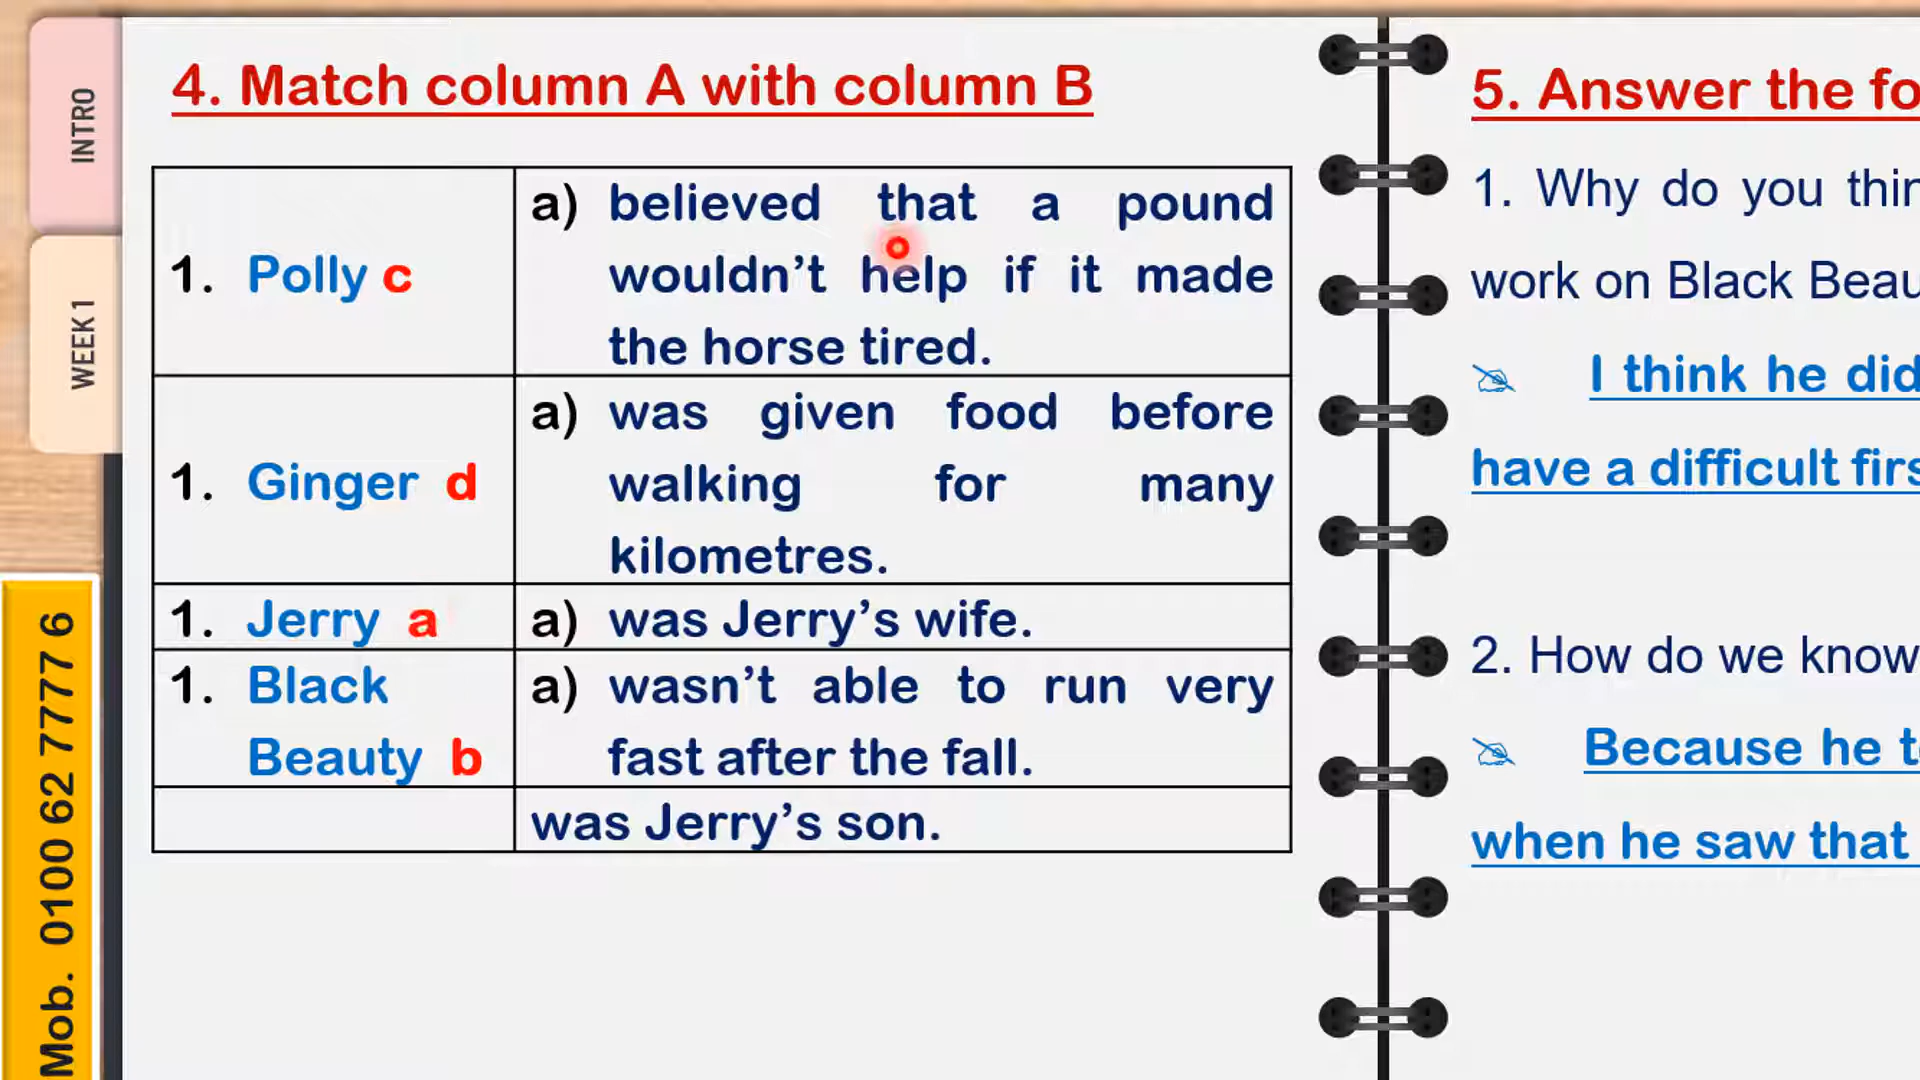 INTRO
WEEK 1
Mob. 0100 62 7777 6
4. Match column A with column B
1. Polly c
a) believed that a pound
wouldn't help if it made
the horse tired.
1. Ginger d
a) was given food before
walking for many
kilometres.
1. Jerry a
a) was Jerry's wife.
1. Black
Beauty b
a) wasn't able to run very
fast after the fall.
was Jerry's son.
5. Answer the fo
1. Why do you thin
work on Black Beau
I think he did
have a difficult firs
2. How do we know
Because he t
when he saw that